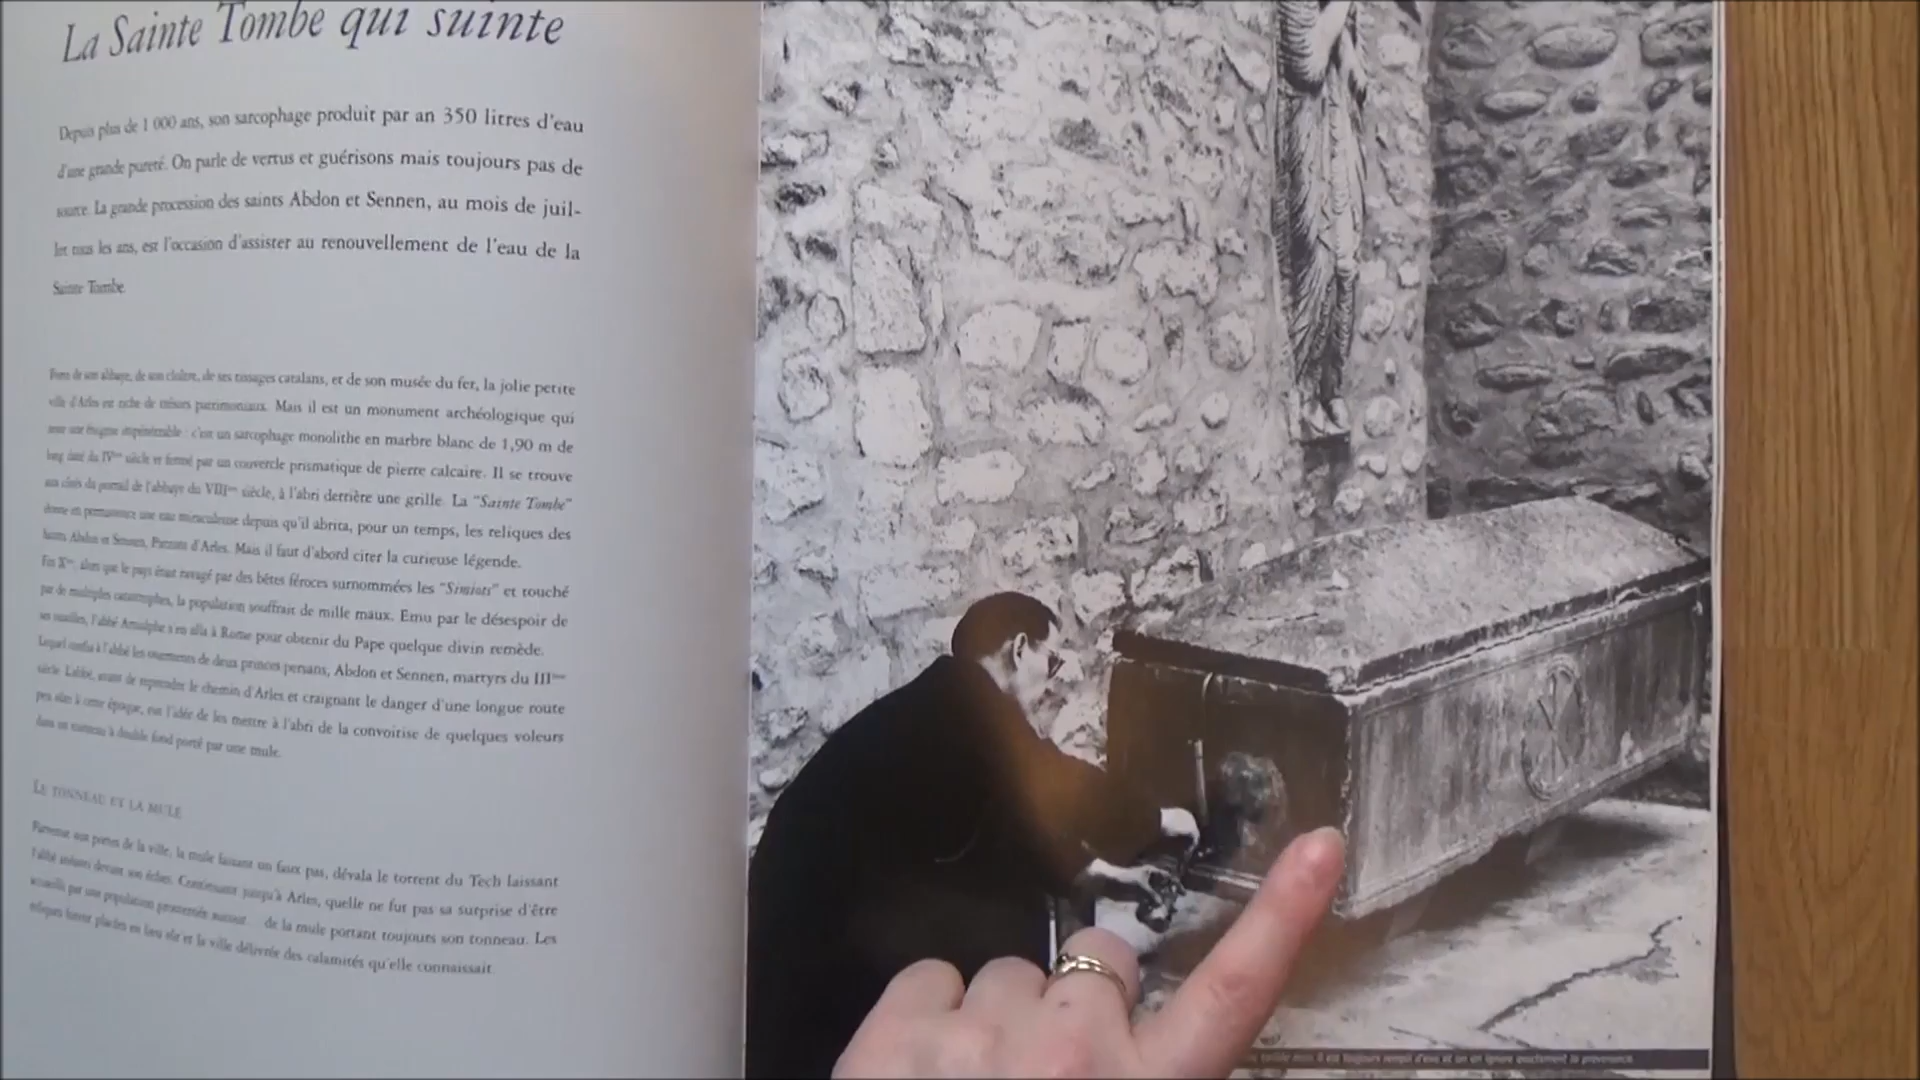 La Sainte Tombe qui suinte
Depuis plus de 1 000 ans, son sarcophage produit par an 350 litres d'eau
d'une grande pureté. On parle de vertus et guérisons mais toujours pas de
source. La grande procession des saints Abdon et Sennen, au mois de juil-
let tous les ans, est l'occasion d'assister au renouvellement de l'eau de la
Sainte Tombe.
Fiers de son abbaye, de son cloître, de ses tissages catalans, et de son musée du fer, la jolie petite
ville d'Arles est riche de trésors patrimoniaux. Mais il est un monument archéologique qui
reste une énigme impénétrable : c'est un sarcophage monolithe en marbre blanc de 1,90 m de
long daté du IVème siècle et fermé par un couvercle prismatique de pierre calcaire. Il se trouve
aux côtés du portail de l'abbaye du VIIIème siècle, à l'abri derrière une grille. La "Sainte Tombe"
donne en permanence une eau miraculeuse depuis qu'il abrita, pour un temps, les reliques des
Saints Abdon et Sennen, Patrons d'Arles. Mais il faut d'abord citer la curieuse légende.
Fin Xème, alors que le pays était ravagé par des bêtes féroces surnommées les "Simiots" et touché
par de multiples catastrophes, la population souffrait de mille maux. Emu par le désespoir de
ses ouailles, l'abbé Arnulphe s'en alla à Rome pour obtenir du Pape quelque divin remède.
Lequel confia à l'abbé les ossements de deux princes persans, Abdon et Sennen, martyrs du IIIème
siècle. L'abbé, avant de reprendre le chemin d'Arles et craignant le danger d'une longue route
peu sûre à cette époque, eut l'idée de les mettre à l'abri de la convoitise de quelques voleurs
dans un tonneau à double fond porté par une mule.
LE TONNEAU ET LA MULE
Parvenue aux portes de la ville, la mule faisant un faux pas, dévala le torrent du Tech laissant
l'abbé devant son échec. Continuant jusqu'à Arles, quelle ne fut pas sa surprise d'être
accueilli par une population prosternée autour... de la mule portant toujours son tonneau. Les
reliques furent placées en lieu sûr et la ville délivrée des calamités qu'elle connaissait.
il est toujours rempli d'eau et on en ignore exactement la provenance.